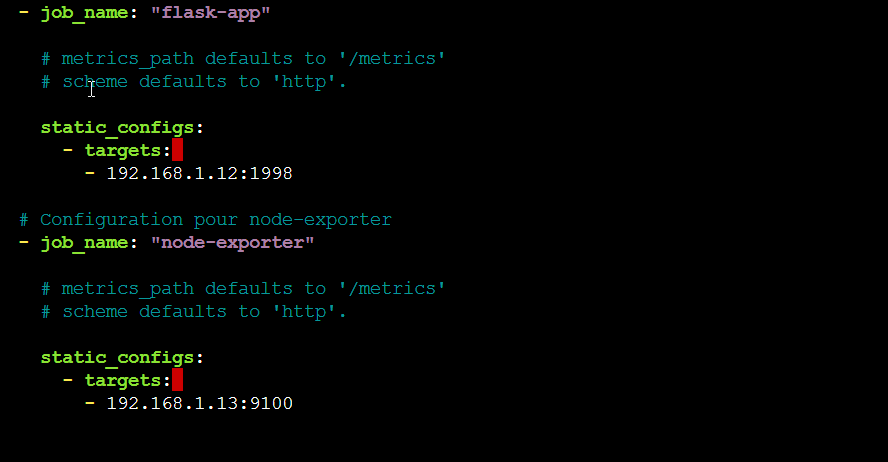 - job_name: "flask-app"
# metrics_path defaults to '/metrics'
# scheme defaults to 'http'.
static_configs:
- targets:
- 192.168.1.12:1998
# Configuration pour node-exporter
- job_name: "node-exporter"
# metrics_path defaults to '/metrics'
# scheme defaults to 'http'.
static_configs:
- targets:
- 192.168.1.13:9100